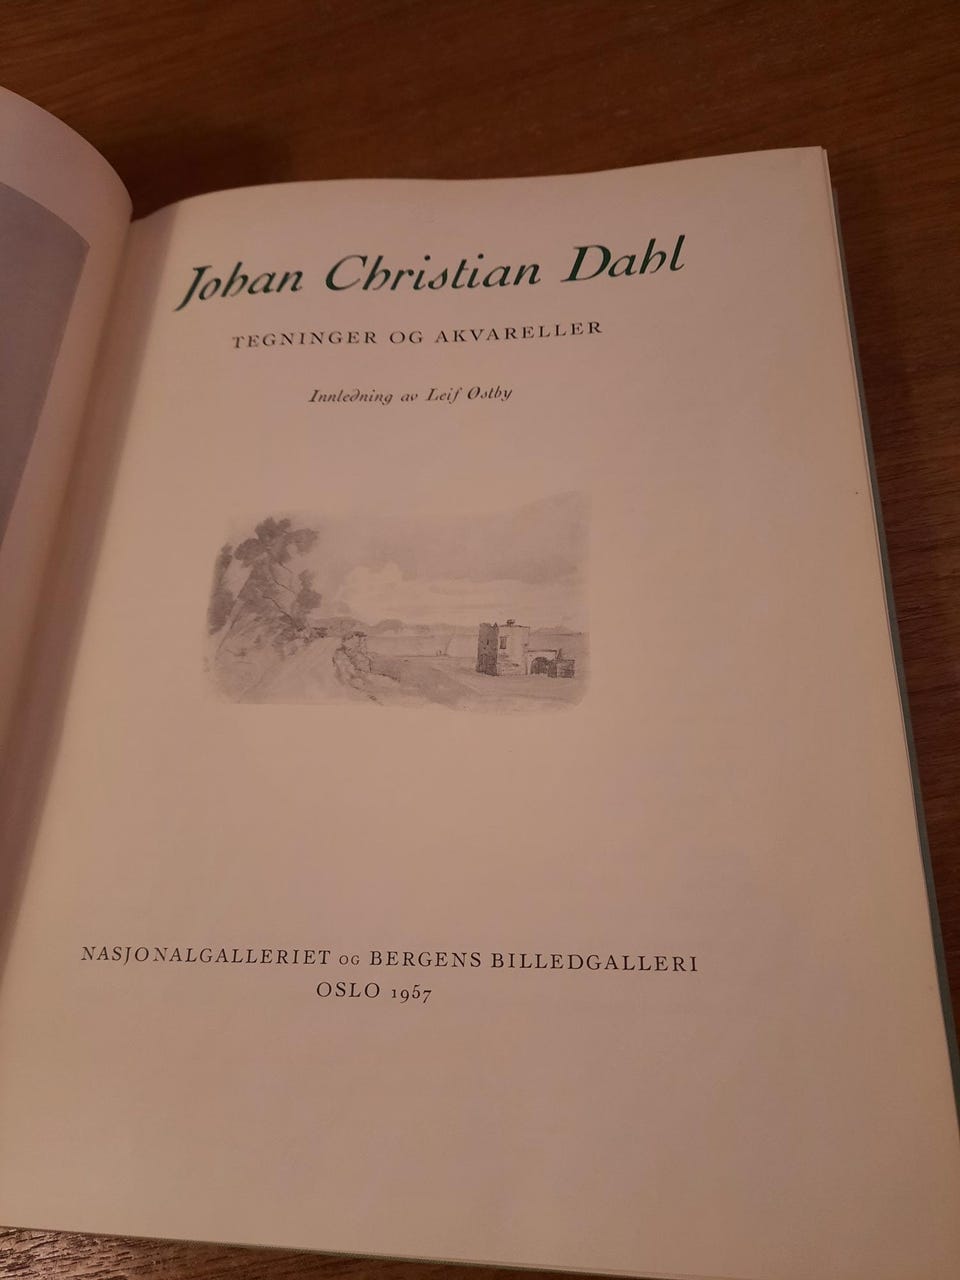 Johan Christian Dahl
TEGNINGER OG AKVARELLER
Innledning av Leif Østby
NASJONALGALLERIET OG BERGENS BILLEDGALLERI
OSLO 1957